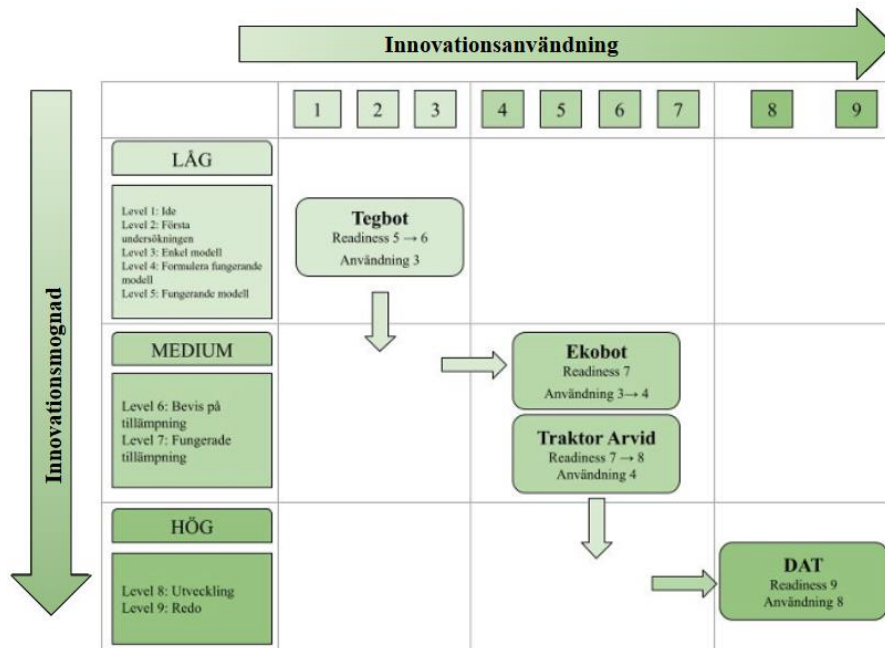 Innovationsanvändning
1 2 3 4 5 6 7 8 9
Innovationsmognad
LÅG
Level 1: Ide
Level 2: Första
undersökningen
Level 3: Enkel modell
Level 4: Formulera fungerande
modell
Level 5: Fungerande modell
Tegbot
Readiness 5 → 6
Användning 3
MEDIUM
Level 6: Bevis på
tillämpning
Level 7: Fungerade
tillämpning
Ekobot
Readiness 7
Användning 3→ 4
Traktor Arvid
Readiness 7 → 8
Användning 4
HÖG
Level 8: Utveckling
Level 9: Redo
DAT
Readiness 9
Användning 8